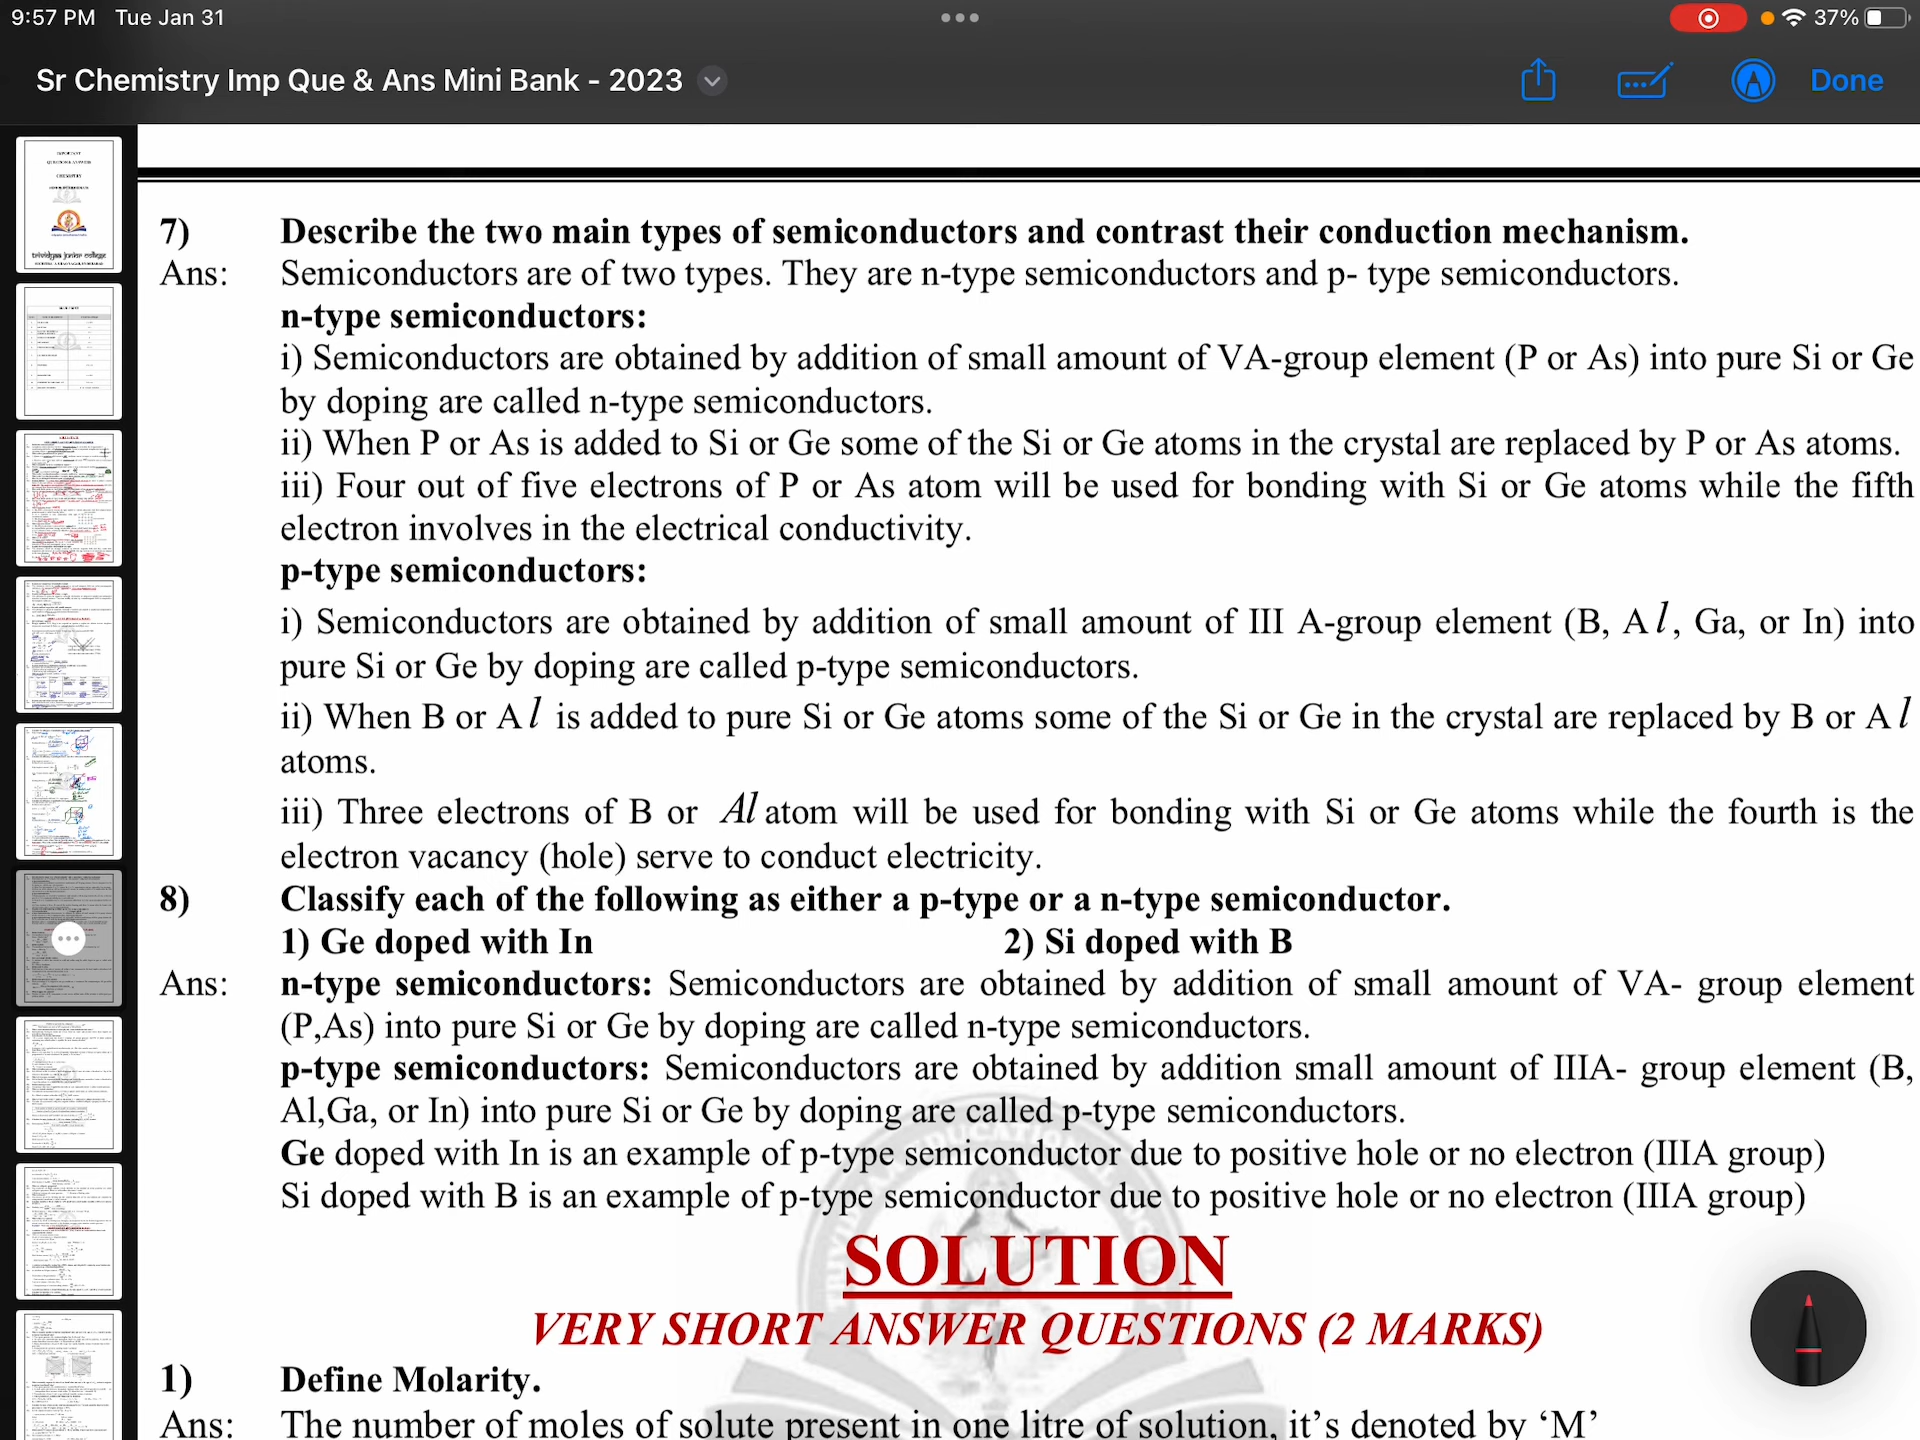 9:57 PM Tue Jan 31
37%
Sr Chemistry Imp Que & Ans Mini Bank - 2023
Done
trividyaa junior college
7) Describe the two main types of semiconductors and contrast their conduction mechanism.
Ans: Semiconductors are of two types. They are n-type semiconductors and p- type semiconductors.
n-type semiconductors:
i) Semiconductors are obtained by addition of small amount of VA-group element (P or As) into pure Si or Ge
by doping are called n-type semiconductors.
ii) When P or As is added to Si or Ge some of the Si or Ge atoms in the crystal are replaced by P or As atoms.
iii) Four out of five electrons of P or As atom will be used for bonding with Si or Ge atoms while the fifth
electron involves in the electrical conductivity.
p-type semiconductors:
i) Semiconductors are obtained by addition of small amount of III A-group element (B, Al, Ga, or In) into
pure Si or Ge by doping are called p-type semiconductors.
ii) When B or Al is added to pure Si or Ge atoms some of the Si or Ge in the crystal are replaced by B or Al
atoms.
iii) Three electrons of B or Al atom will be used for bonding with Si or Ge atoms while the fourth is the
electron vacancy (hole) serve to conduct electricity.
8) Classify each of the following as either a p-type or a n-type semiconductor.
1) Ge doped with In 2) Si doped with B
Ans: n-type semiconductors: Semiconductors are obtained by addition of small amount of VA- group element
(P,As) into pure Si or Ge by doping are called n-type semiconductors.
p-type semiconductors: Semiconductors are obtained by addition small amount of IIIA- group element (B,
Al,Ga, or In) into pure Si or Ge by doping are called p-type semiconductors.
Ge doped with In is an example of p-type semiconductor due to positive hole or no electron (IIIA group)
Si doped with B is an example of p-type semiconductor due to positive hole or no electron (IIIA group)
SOLUTION
VERY SHORT ANSWER QUESTIONS (2 MARKS)
1) Define Molarity.
Ans: The number of moles of solute present in one litre of solution, it’s denoted by ‘M’